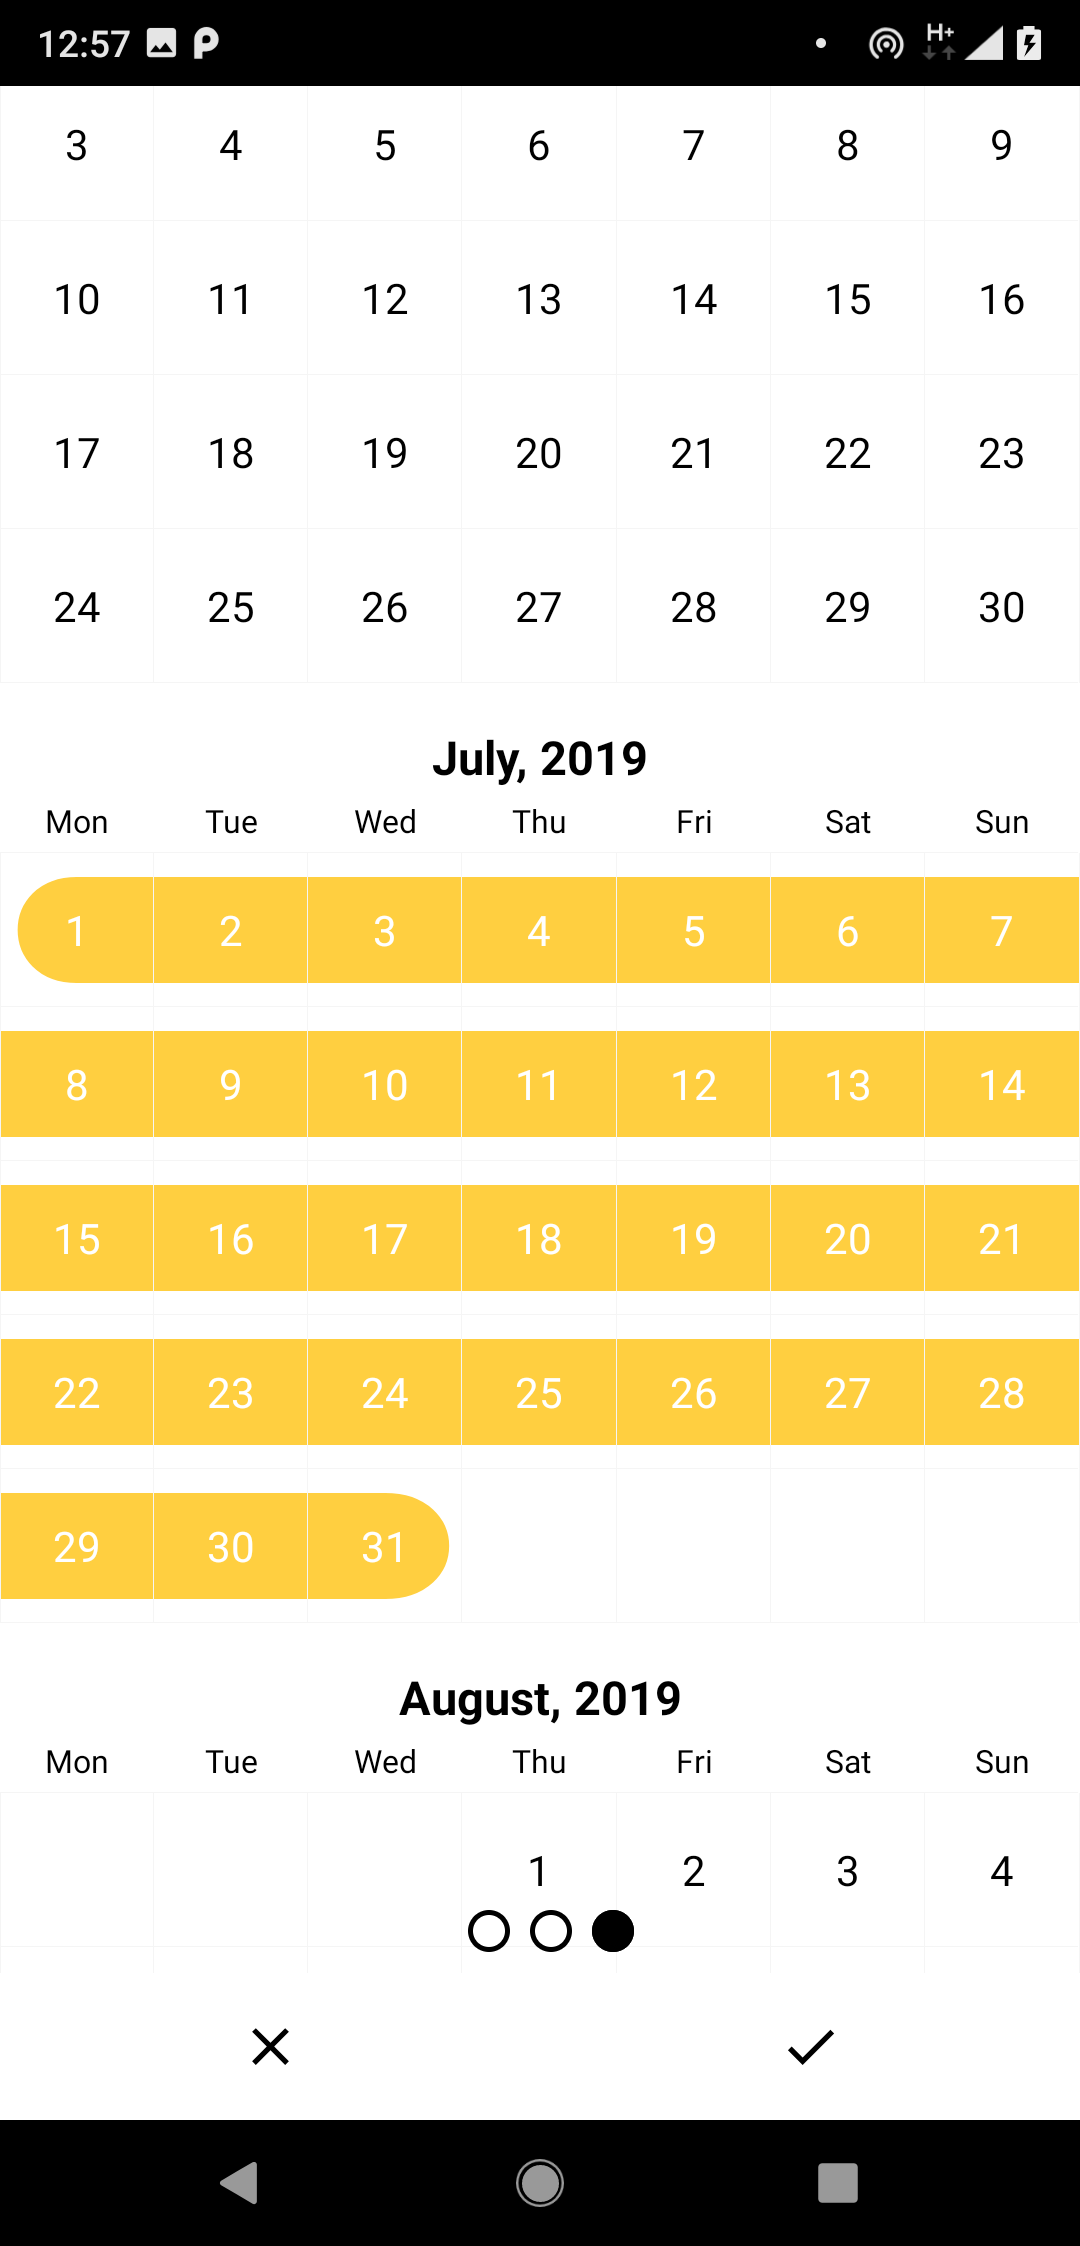 12:57 H+
3 4 5 6 7 8 9
10 11 12 13 14 15 16
17 18 19 20 21 22 23
24 25 26 27 28 29 30
July, 2019
Mon Tue Wed Thu Fri Sat Sun
1 2 3 4 5 6 7
8 9 10 11 12 13 14
15 16 17 18 19 20 21
22 23 24 25 26 27 28
29 30 31
August, 2019
Mon Tue Wed Thu Fri Sat Sun
1 2 3 4